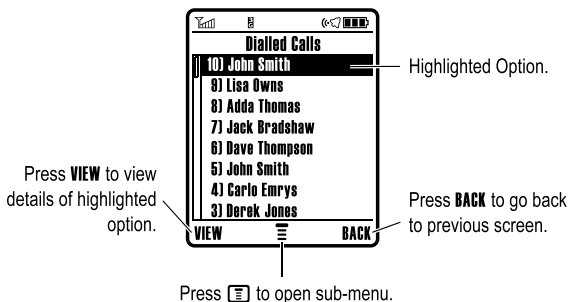 Dialled Calls
10) John Smith
Highlighted Option.
9) Lisa Owns
8) Adda Thomas
7) Jack Bradshaw
6) Dave Thompson
5) John Smith
4) Carlo Emrys
3) Derek Jones
Press VIEW to view
details of highlighted
option.
Press BACK to go back
to previous screen.
VIEW
BACK
Press to open sub-menu.